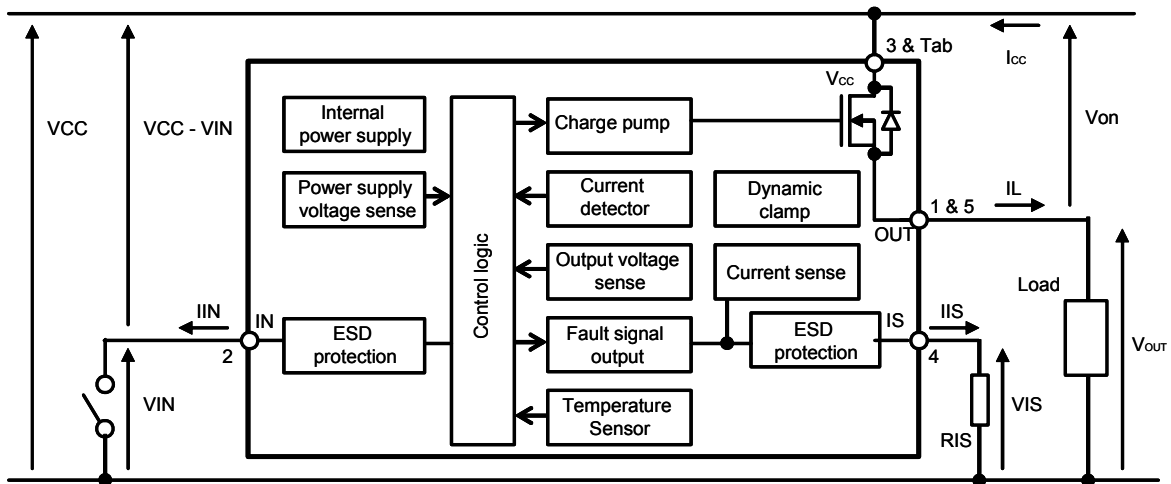 3 & Tab
ICC
VCC
VCC
VCC - VIN
Von
Internal
power supply
Charge pump
Power supply
voltage sense
Current
detector
Dynamic
clamp
IL
1 & 5
OUT
Control logic
Output voltage
sense
Current sense
Load
IIN
IN
2
ESD
protection
Fault signal
output
ESD
protection
IS
4
IIS
VOUT
VIN
Temperature
Sensor
RIS
VIS